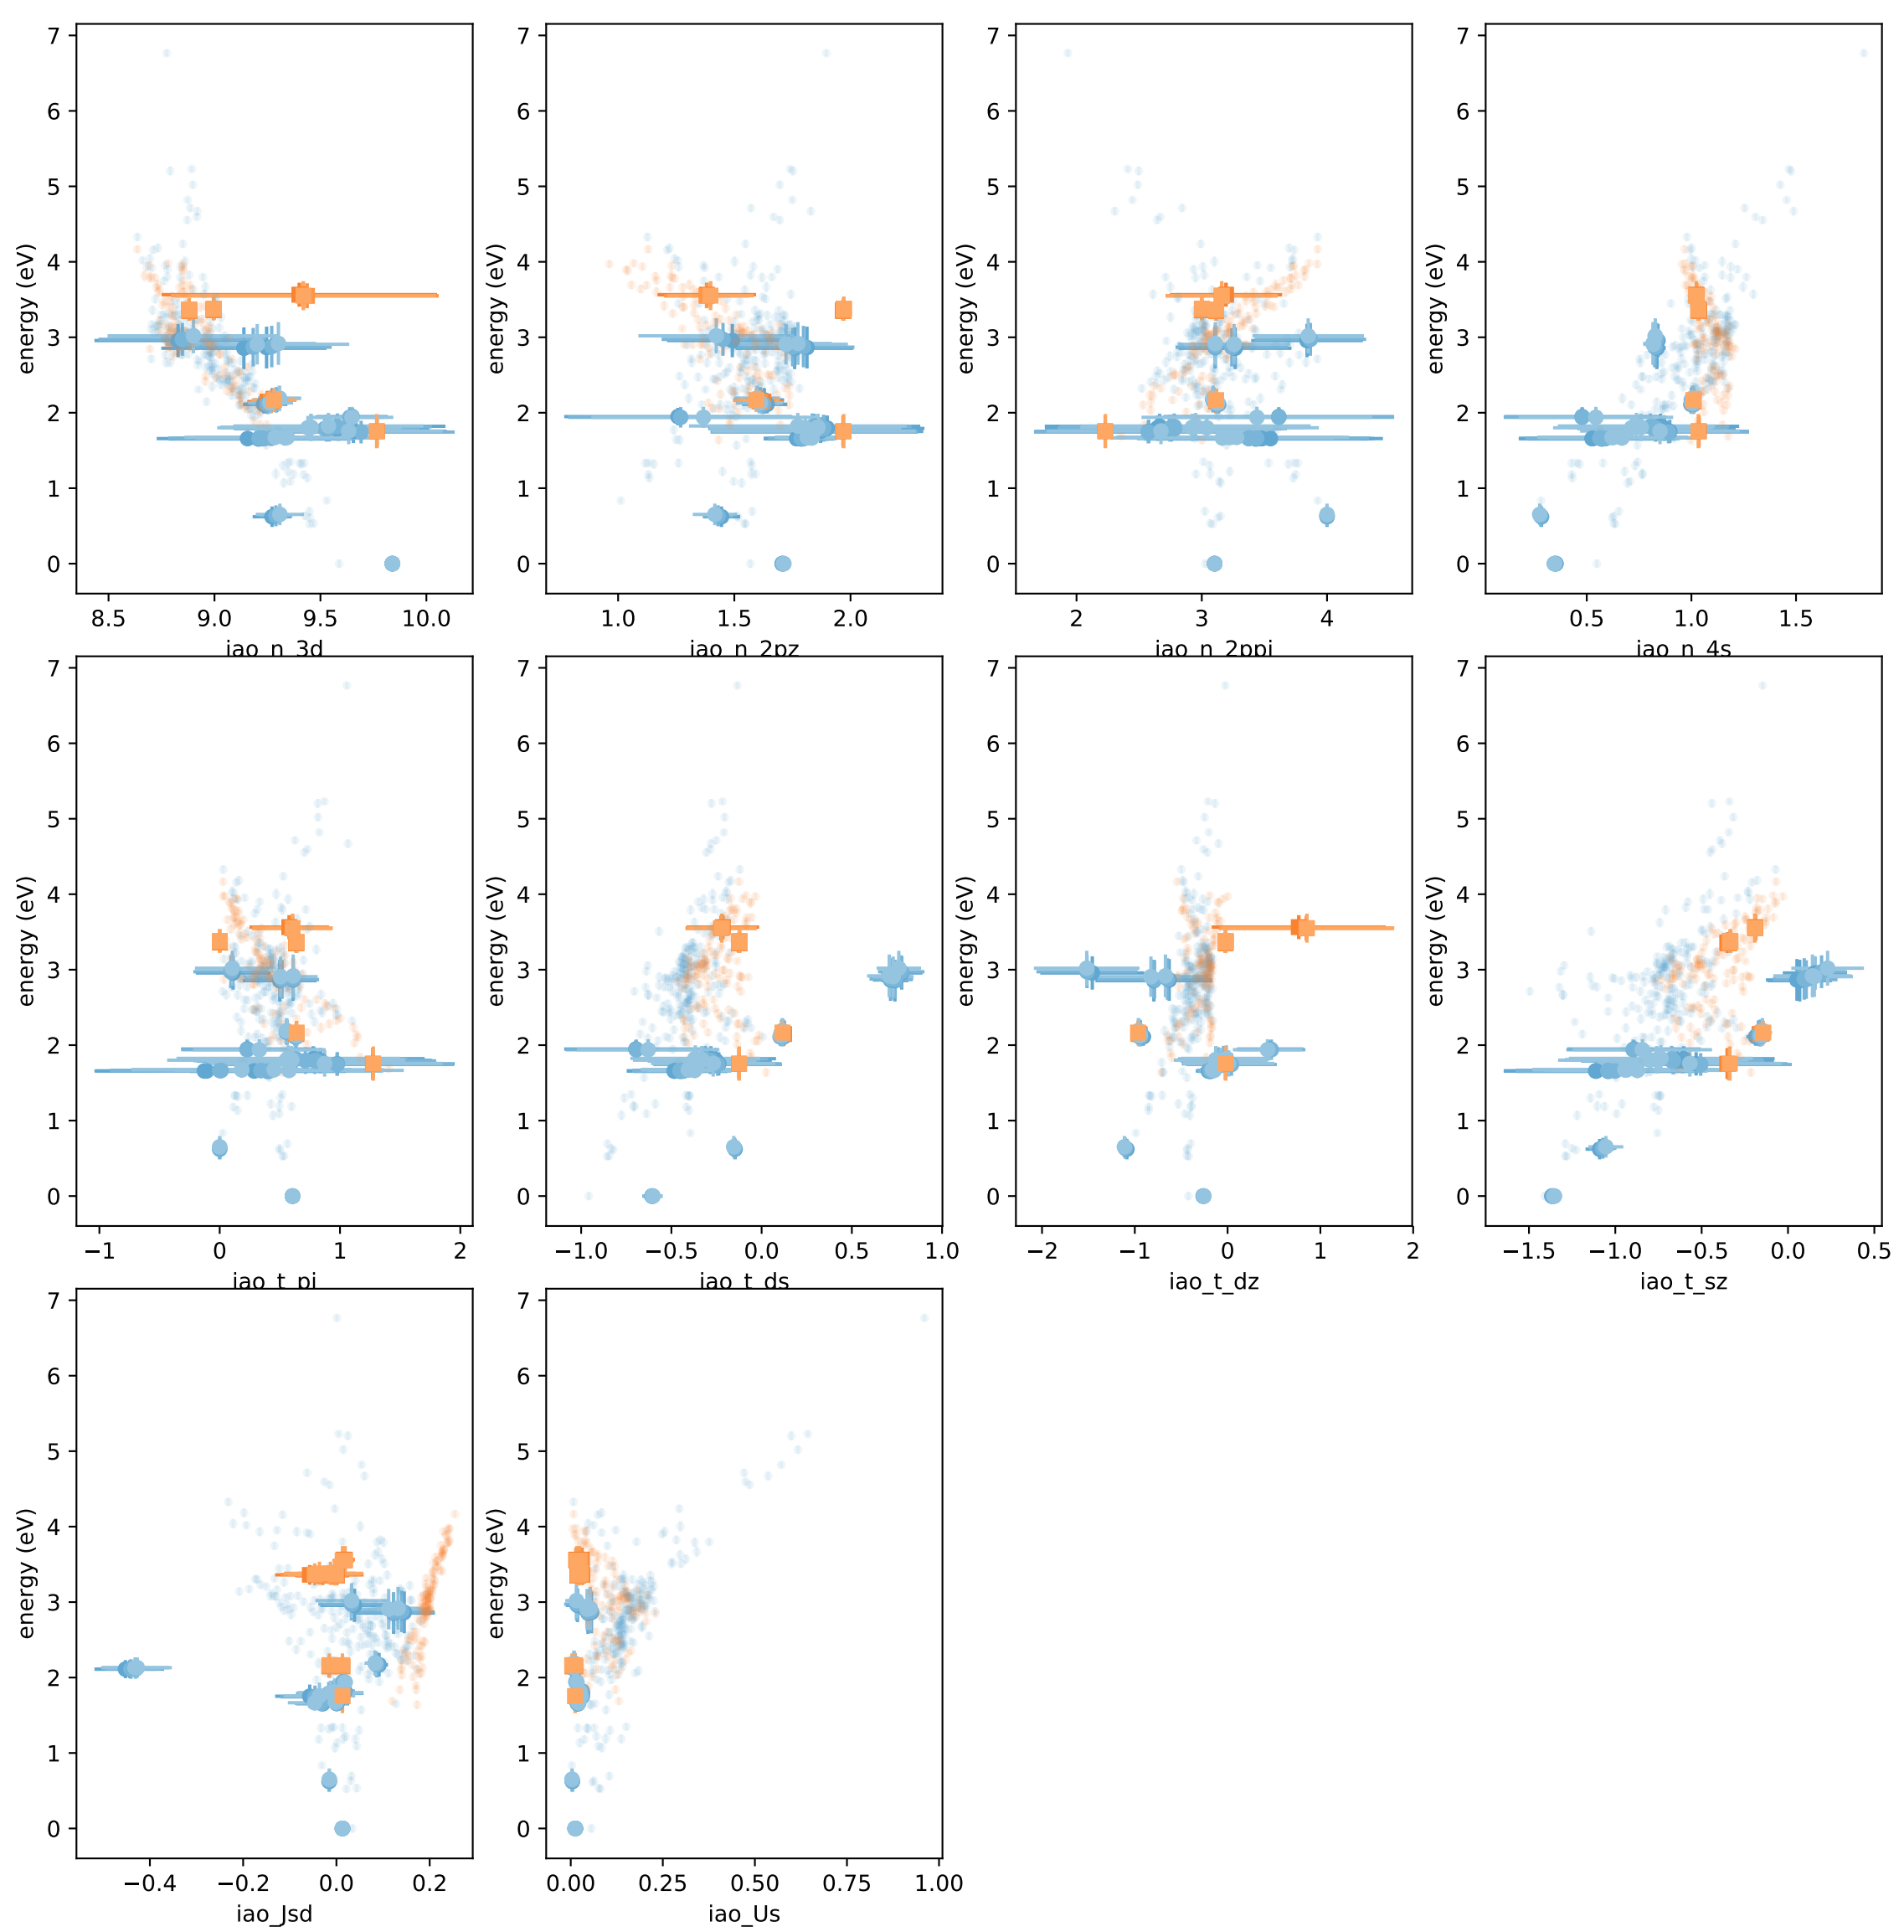 7 6 5 4 3 2 1 0
energy (eV)
8.5 9.0 9.5 10.0
iao_n_3d
7 6 5 4 3 2 1 0
energy (eV)
1.0 1.5 2.0
iao_n_2pz
7 6 5 4 3 2 1 0
energy (eV)
2 3 4
iao_n_2ppi
7 6 5 4 3 2 1 0
energy (eV)
0.5 1.0 1.5
iao_n_4s
7 6 5 4 3 2 1 0
energy (eV)
−1 0 1 2
iao_t_pi
7 6 5 4 3 2 1 0
energy (eV)
−1.0 −0.5 0.0 0.5 1.0
iao_t_ds
7 6 5 4 3 2 1 0
energy (eV)
−2 −1 0 1 2
iao_t_dz
7 6 5 4 3 2 1 0
energy (eV)
−1.5 −1.0 −0.5 0.0 0.5
iao_t_sz
7 6 5 4 3 2 1 0
energy (eV)
−0.4 −0.2 0.0 0.2
iao_Jsd
7 6 5 4 3 2 1 0
energy (eV)
0.00 0.25 0.50 0.75 1.00
iao_Us